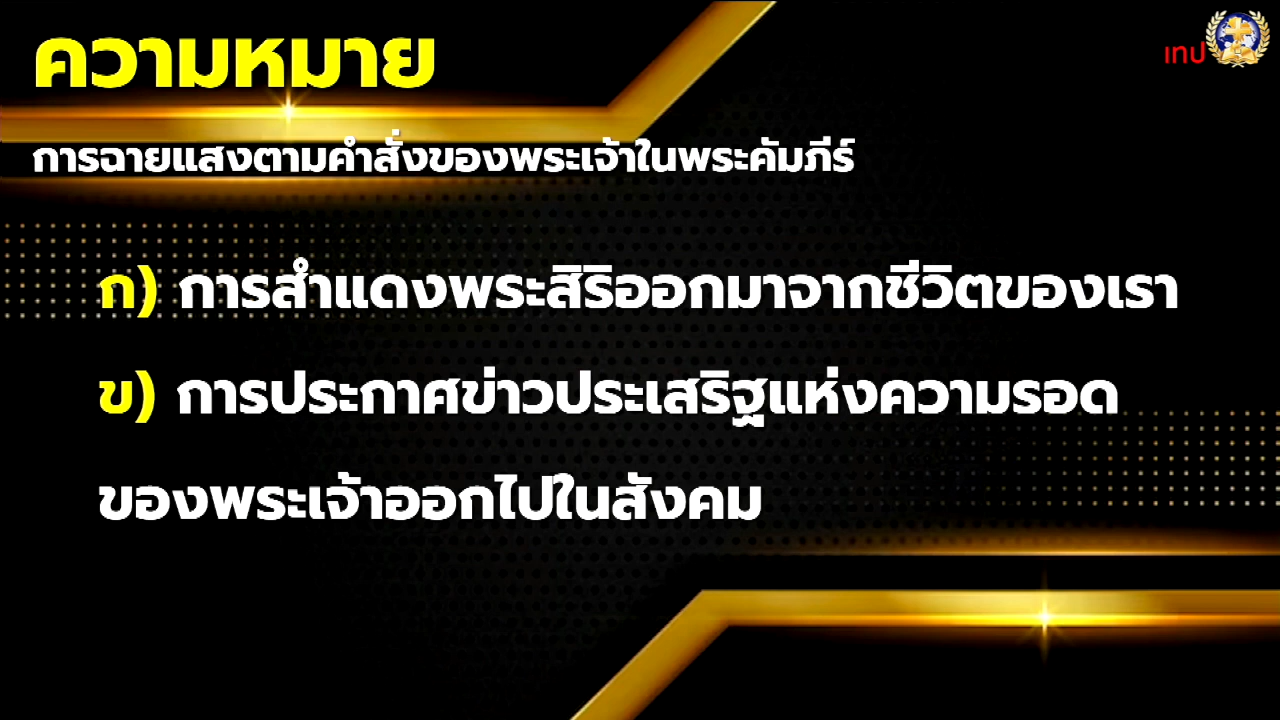 ความหมาย
เทป
การฉายแสงตามคำสั่งของพระเจ้าในพระคัมภีร์
ก) การสำแดงพระสิริออกมาจากชีวิตของเรา
ข) การประกาศข่าวประเสริฐแห่งความรอด
ของพระเจ้าออกไปในสังคม